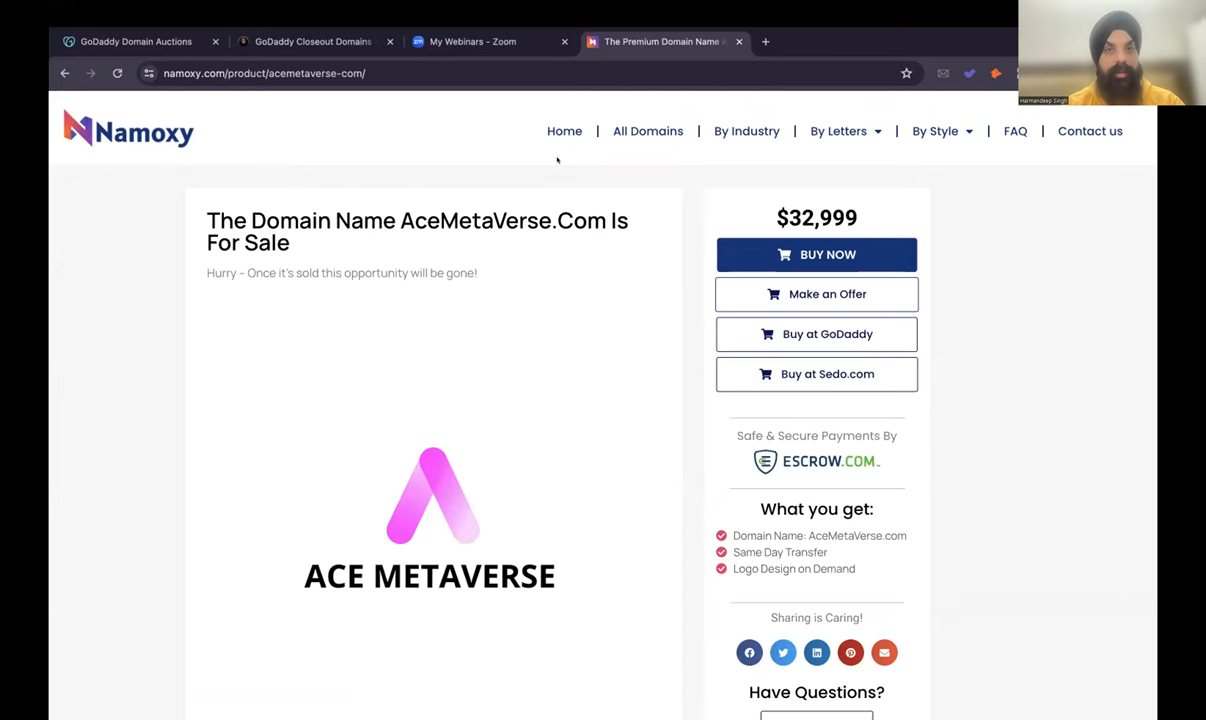 GoDaddy Domain Auctions
GoDaddy Closeout Domains
My Webinars - Zoom
The Premium Domain Name
namoxy.com/product/acemetaverse-com/
Harmandeep Singh
Namoxy
Home
All Domains
By Industry
By Letters
By Style
FAQ
Contact us
The Domain Name AceMetaVerse.Com Is
For Sale
Hurry – Once it's sold this opportunity will be gone!
ACE METAVERSE
$32,999
BUY NOW
Make an Offer
Buy at GoDaddy
Buy at Sedo.com
Safe & Secure Payments By
ESCROW.COM
What you get:
Domain Name: AceMetaVerse.com
Same Day Transfer
Logo Design on Demand
Sharing is Caring!
Have Questions?